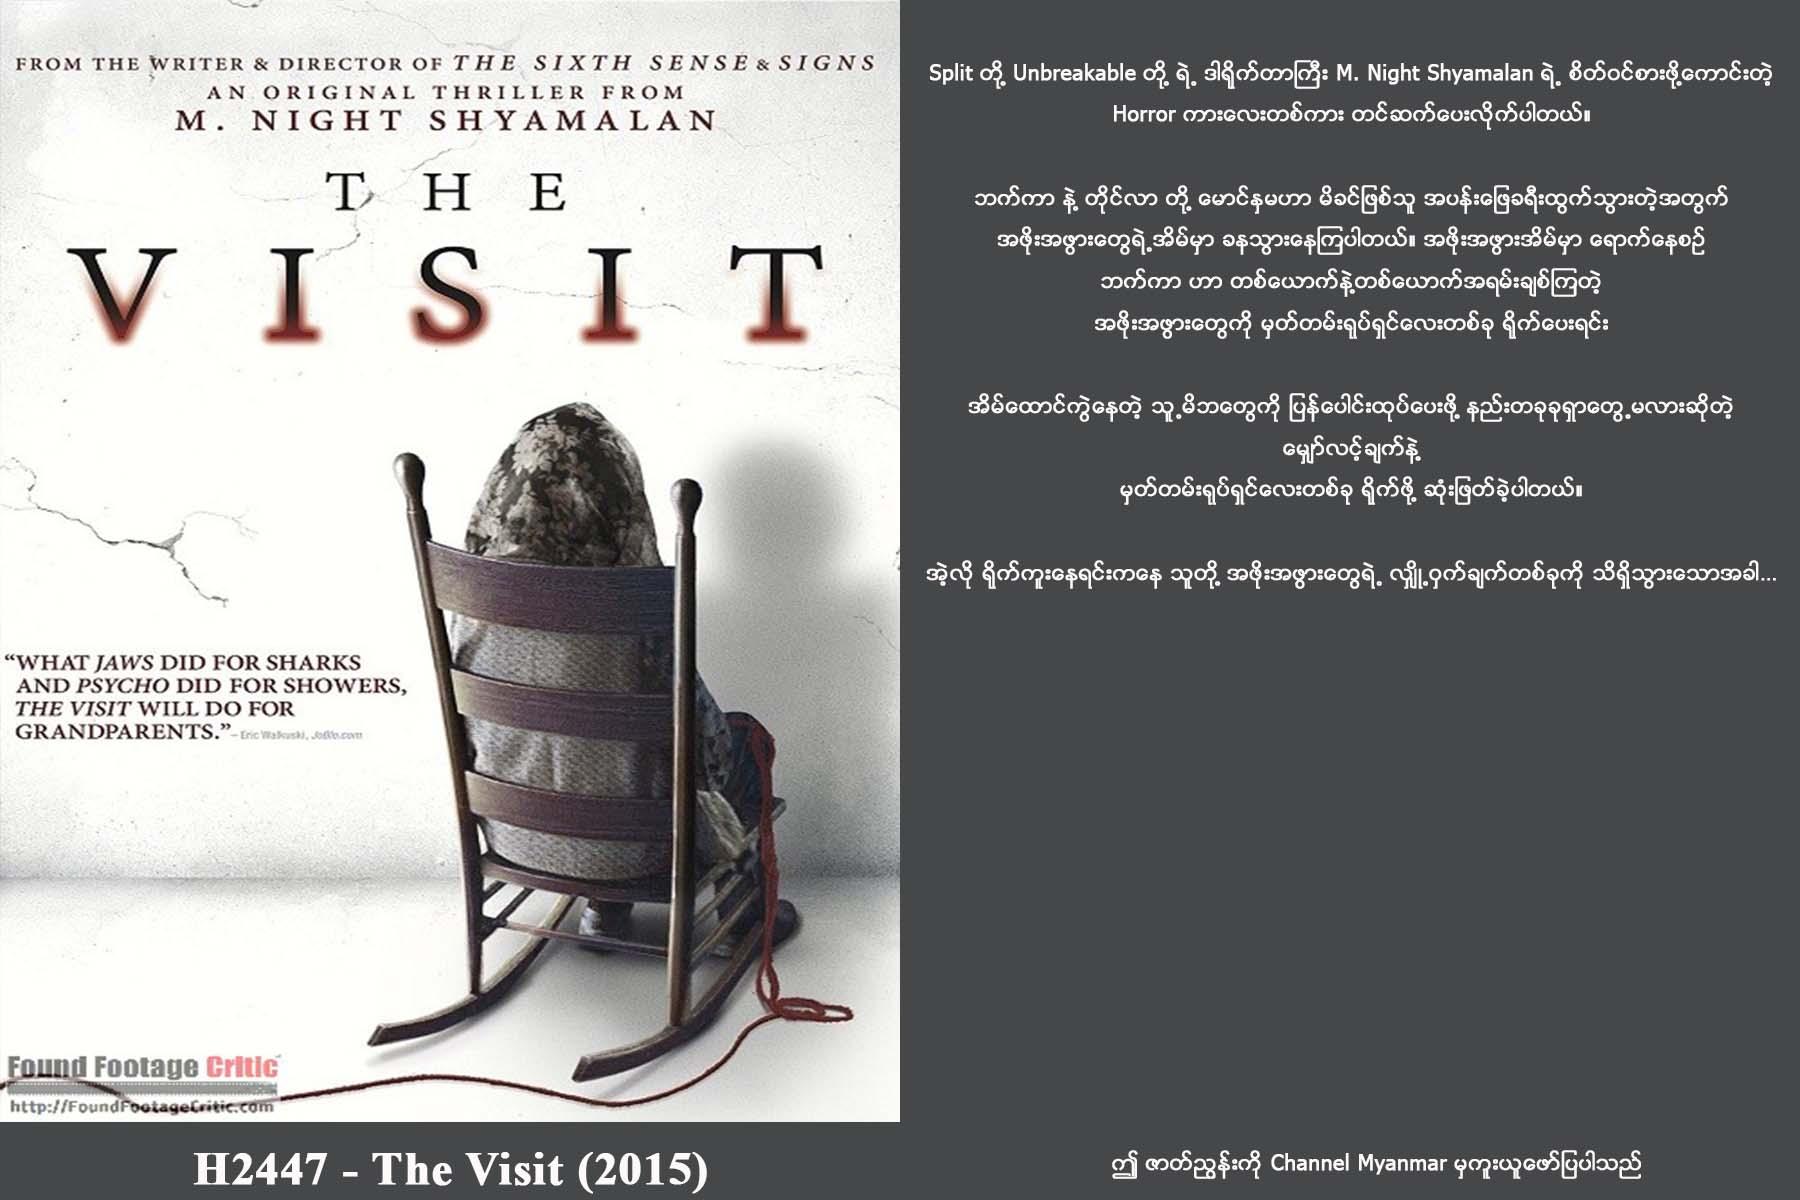 FROM THE WRITER & DIRECTOR OF THE SIXTH SENSE & SIGNS
AN ORIGINAL THRILLER FROM
M. NIGHT SHYAMALAN
THE
VISIT
“WHAT JAWS DID FOR SHARKS
AND PSYCHO DID FOR SHOWERS,
THE VISIT WILL DO FOR
GRANDPARENTS.” – Eric Walkuski, JoBlo.com
Found Footage Critic
http://FoundFootageCritic.com
H2447 - The Visit (2015)
Split တို့ Unbreakable တို့ ရဲ့ ဒါရိုက်တာကြီး M. Night Shyamalan ရဲ့ စိတ်ဝင်စားဖို့ကောင်းတဲ့
Horror ကားလေးတစ်ကား တင်ဆက်ပေးလိုက်ပါတယ်။
ဘက်ကာ နဲ့ တိုင်လာ တို့ မောင်နှမဟာ မိခင်ဖြစ်သူ အပန်းဖြေခရီးထွက်သွားတဲ့အတွက်
အဖိုးအဖွားတွေရဲ့အိမ်မှာ ခနသွားနေကြပါတယ်။ အဖိုးအဖွားအိမ်မှာ ရောက်နေစဉ်
ဘက်ကာ ဟာ တစ်ယောက်နဲ့တစ်ယောက်အရမ်းချစ်ကြတဲ့
အဖိုးအဖွားတွေကို မှတ်တမ်းရုပ်ရှင်လေးတစ်ခု ရိုက်ပေးရင်း
အိမ်ထောင်ကွဲနေတဲ့ သူ့မိဘတွေကို ပြန်ပေါင်းထုပ်ပေးဖို့ နည်းတခုခုရှာတွေ့မလားဆိုတဲ့
မျှော်လင့်ချက်နဲ့
မှတ်တမ်းရုပ်ရှင်လေးတစ်ခု ရိုက်ဖို့ ဆုံးဖြတ်ခဲ့ပါတယ်။
အဲ့လို ရိုက်ကူးနေရင်းကနေ သူတို့ အဖိုးအဖွားတွေရဲ့ လျှို့ဝှက်ချက်တစ်ခုကို သိရှိသွားသောအခါ...
ဤ ဇာတ်ညွှန်းကို Channel Myanmar မှကူးယူဖော်ပြပါသည်